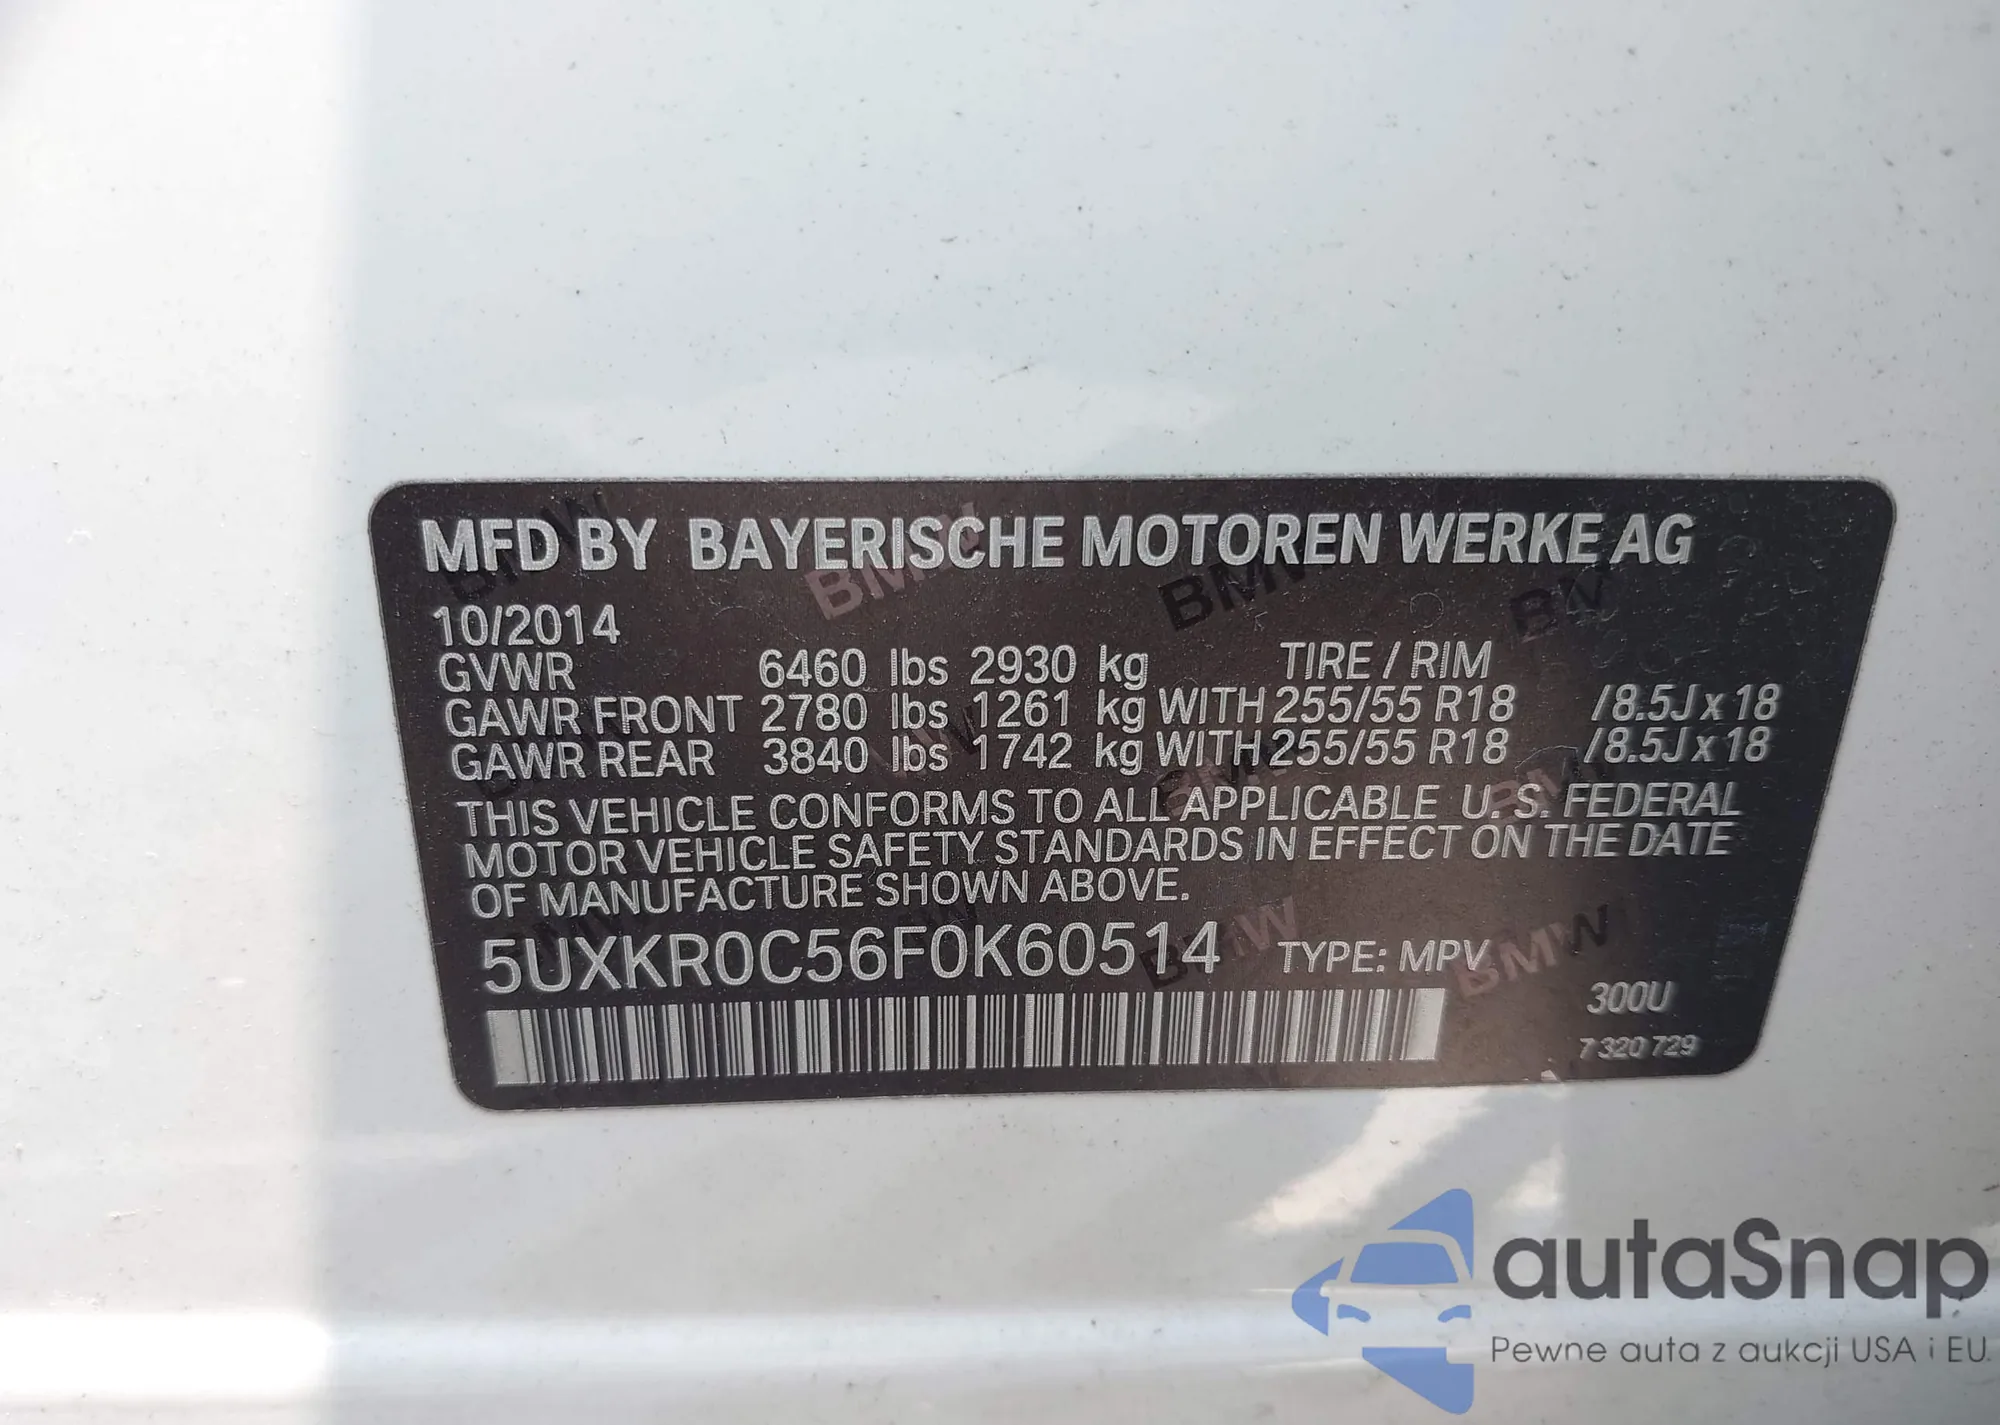 MFD BY BAYERISCHE MOTOREN WERKE AG
10/2014
GVWR 6460 lbs 2930 kg TIRE / RIM
GAWR FRONT 2780 lbs 1261 kg WITH 255/55 R18 /8.5J x 18
GAWR REAR 3840 lbs 1742 kg WITH 255/55 R18 /8.5J x 18
THIS VEHICLE CONFORMS TO ALL APPLICABLE U.S. FEDERAL
MOTOR VEHICLE SAFETY STANDARDS IN EFFECT ON THE DATE
OF MANUFACTURE SHOWN ABOVE.
5UXKR0C56F0K60514 TYPE: MPV
300U
7 320 729
autaSnap
Pewne auta z aukcji USA i EU.